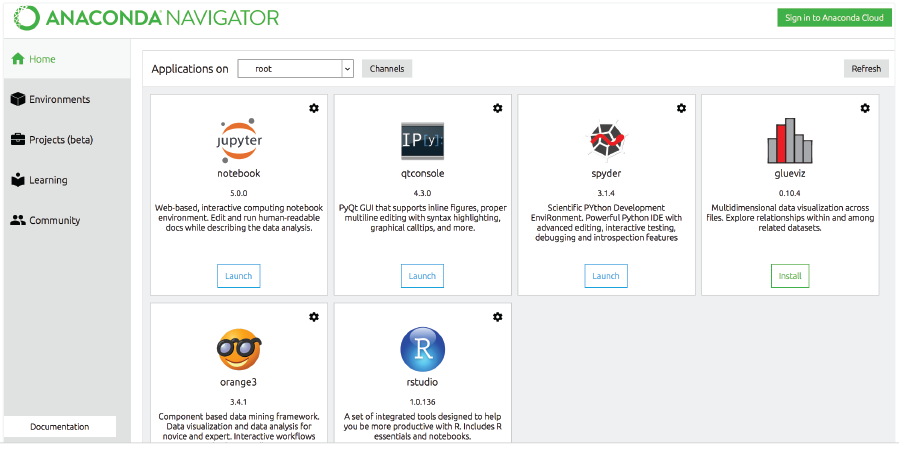 ANACONDA NAVIGATOR
Sign in to Anaconda Cloud
Home
Environments
Projects (beta)
Learning
Community
Documentation
Applications on
root
Channels
Refresh
jupyter
notebook
5.0.0
Web-based, interactive computing notebook
environment. Edit and run human-readable
docs while describing the data analysis.
Launch
IP[y]:
qtconsole
4.3.0
PyQt GUI that supports inline figures, proper
multiline editing with syntax highlighting,
graphical calltips, and more.
Launch
spyder
3.1.4
Scientific PYthon Development
EnviRonment. Powerful Python IDE with
advanced editing, interactive testing,
debugging and introspection features
Launch
glueviz
0.10.4
Multidimensional data visualization across
files. Explore relationships within and among
related datasets.
Install
orange3
3.4.1
Component based data mining framework.
Data visualization and data analysis for
novice and expert. Interactive workflows
R
rstudio
1.0.136
A set of integrated tools designed to help
you be more productive with R. Includes R
essentials and notebooks.